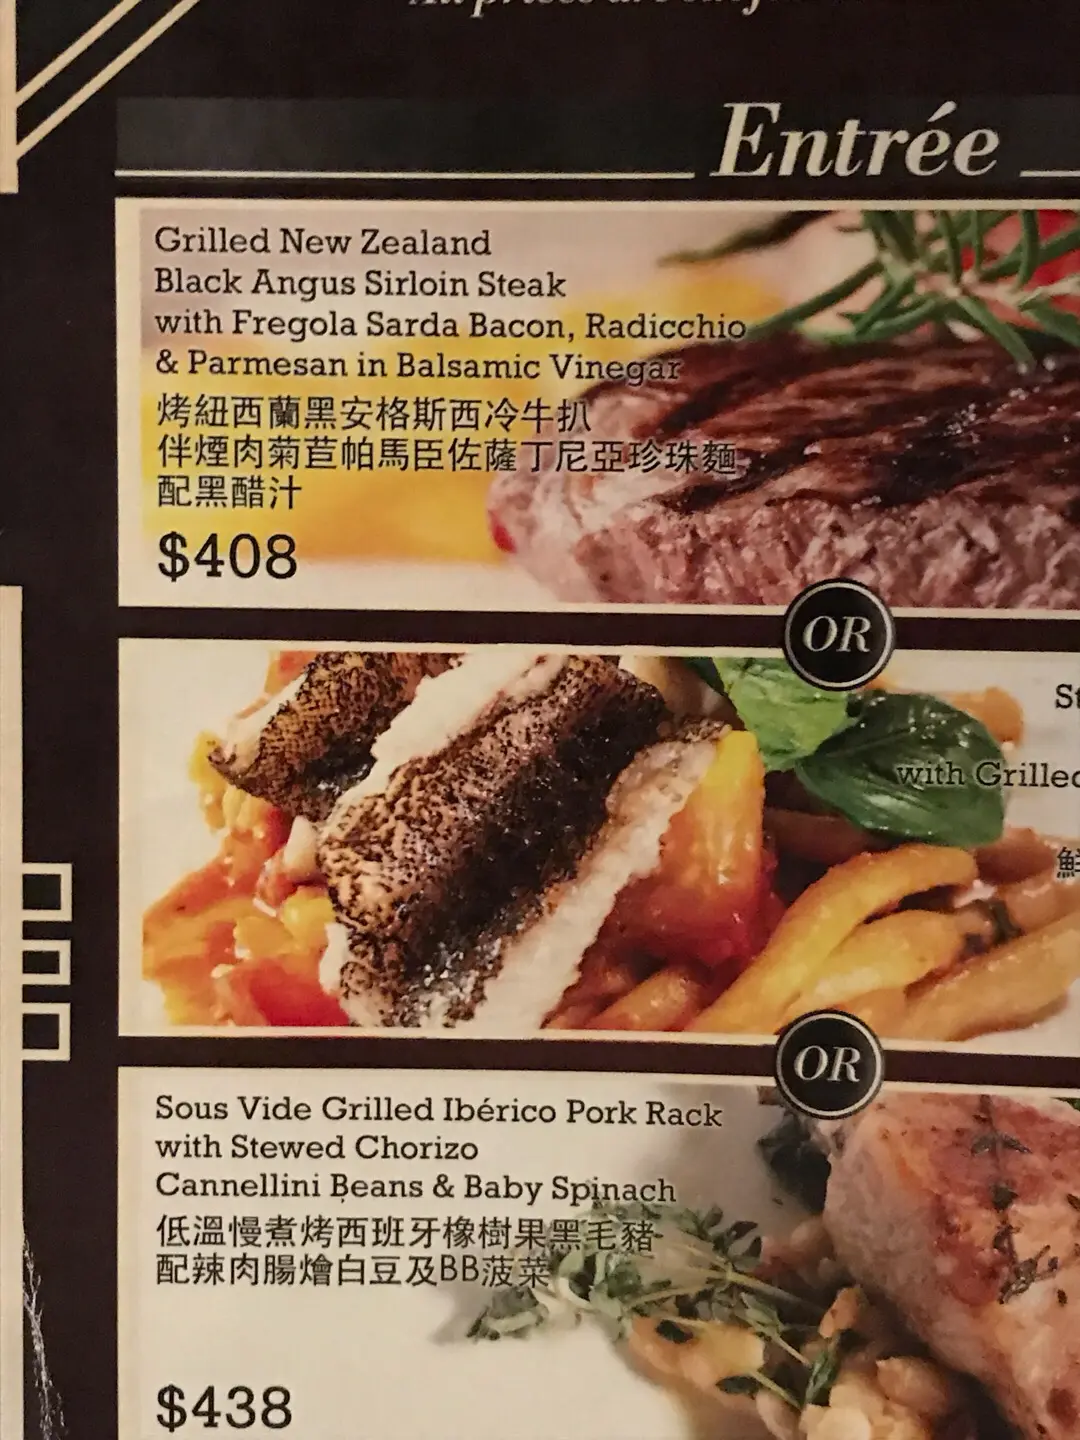 Entrée
Grilled New Zealand
Black Angus Sirloin Steak
with Fregola Sarda Bacon, Radicchio
& Parmesan in Balsamic Vinegar
烤紐西蘭黑安格斯西冷牛扒
伴煙肉菊苣帕馬臣佐薩丁尼亞珍珠麵
配黑醋汁
$408
OR
with Grilled
OR
Sous Vide Grilled Ibérico Pork Rack
with Stewed Chorizo
Cannellini Beans & Baby Spinach
低溫慢煮烤西班牙橡樹果黑毛豬
配辣肉腸燴白豆及BB菠菜
$438